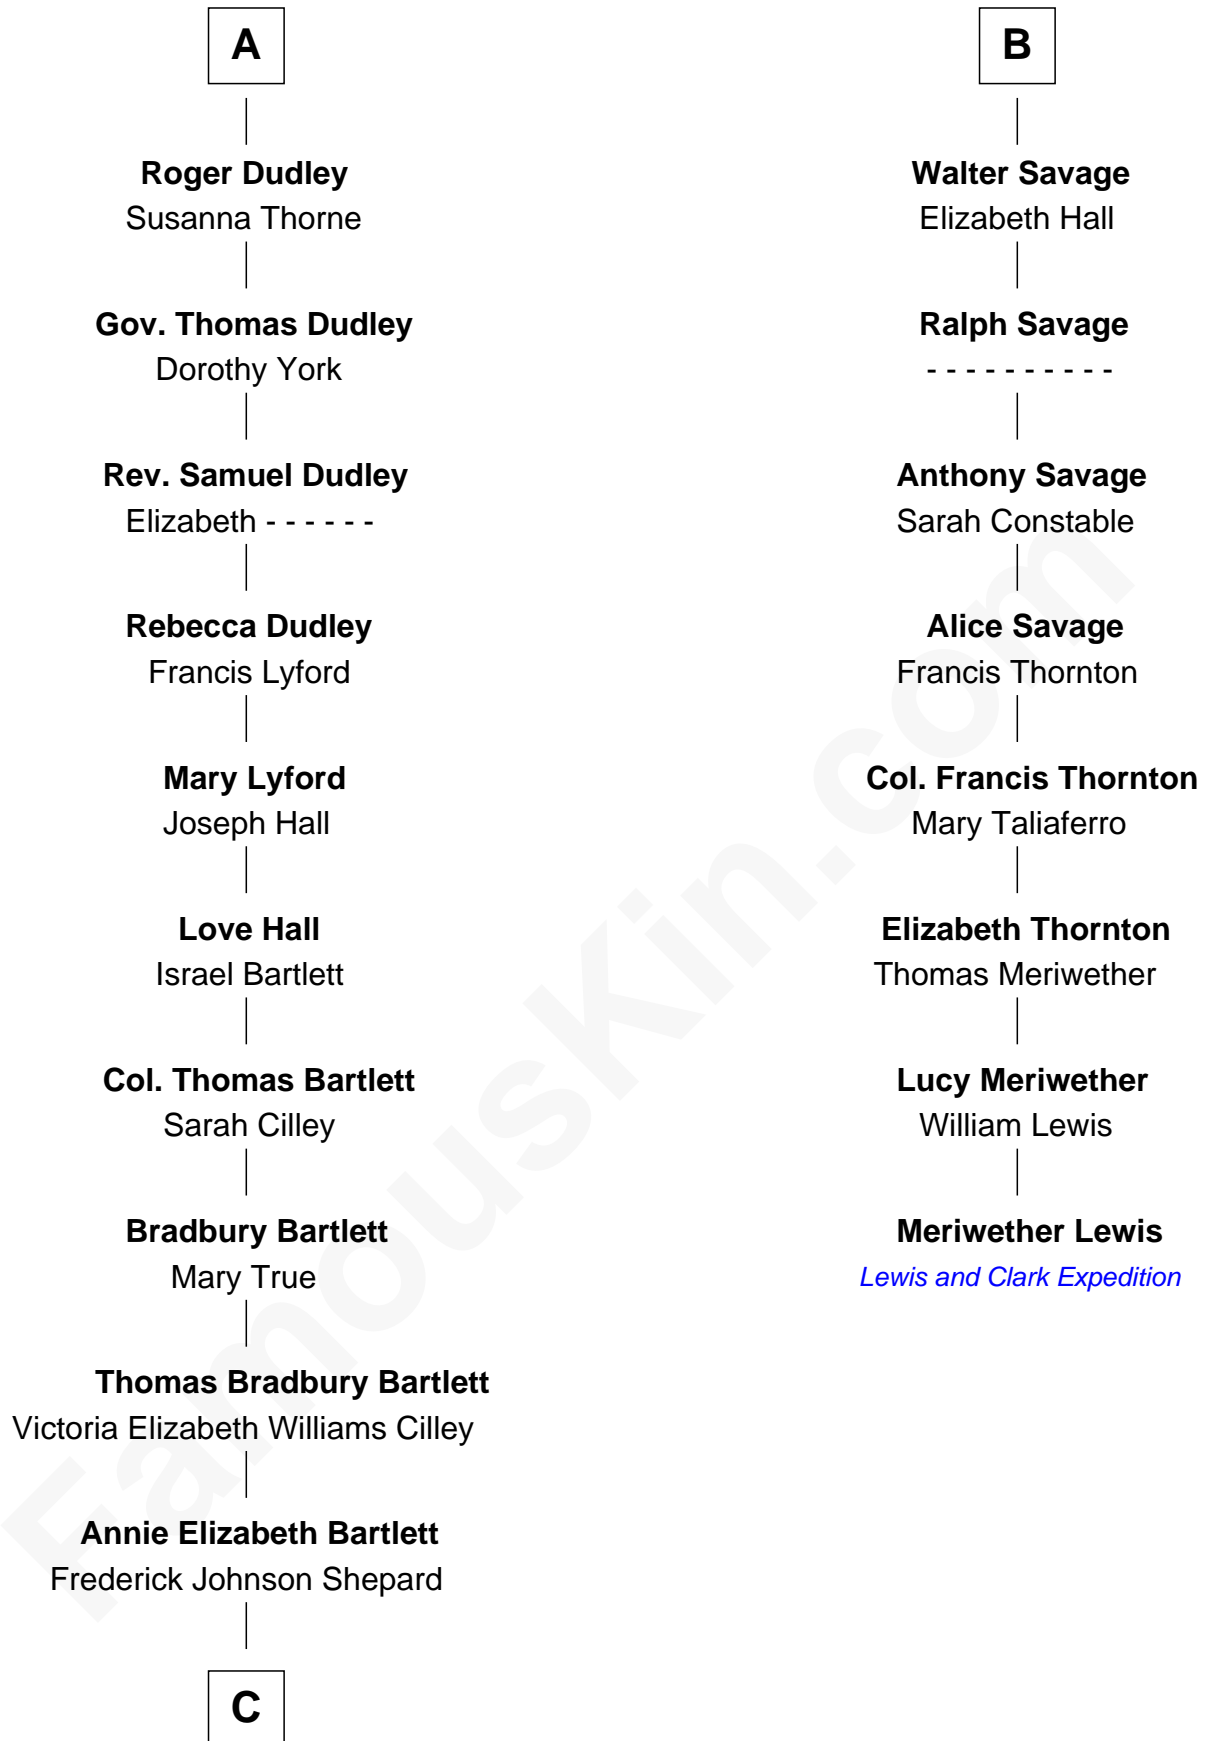 A
Roger Dudley
Susanna Thorne
Gov. Thomas Dudley
Dorothy York
Rev. Samuel Dudley
Elizabeth - - - - - -
Rebecca Dudley
Francis Lyford
Mary Lyford
Joseph Hall
Love Hall
Israel Bartlett
Col. Thomas Bartlett
Sarah Cilley
Bradbury Bartlett
Mary True
Thomas Bradbury Bartlett
Victoria Elizabeth Williams Cilley
Annie Elizabeth Bartlett
Frederick Johnson Shepard
C
B
Walter Savage
Elizabeth Hall
Ralph Savage
- - - - - - - - - -
Anthony Savage
Sarah Constable
Alice Savage
Francis Thornton
Col. Francis Thornton
Mary Taliaferro
Elizabeth Thornton
Thomas Meriwether
Lucy Meriwether
William Lewis
Meriwether Lewis
Lewis and Clark Expedition
FamousKin.com